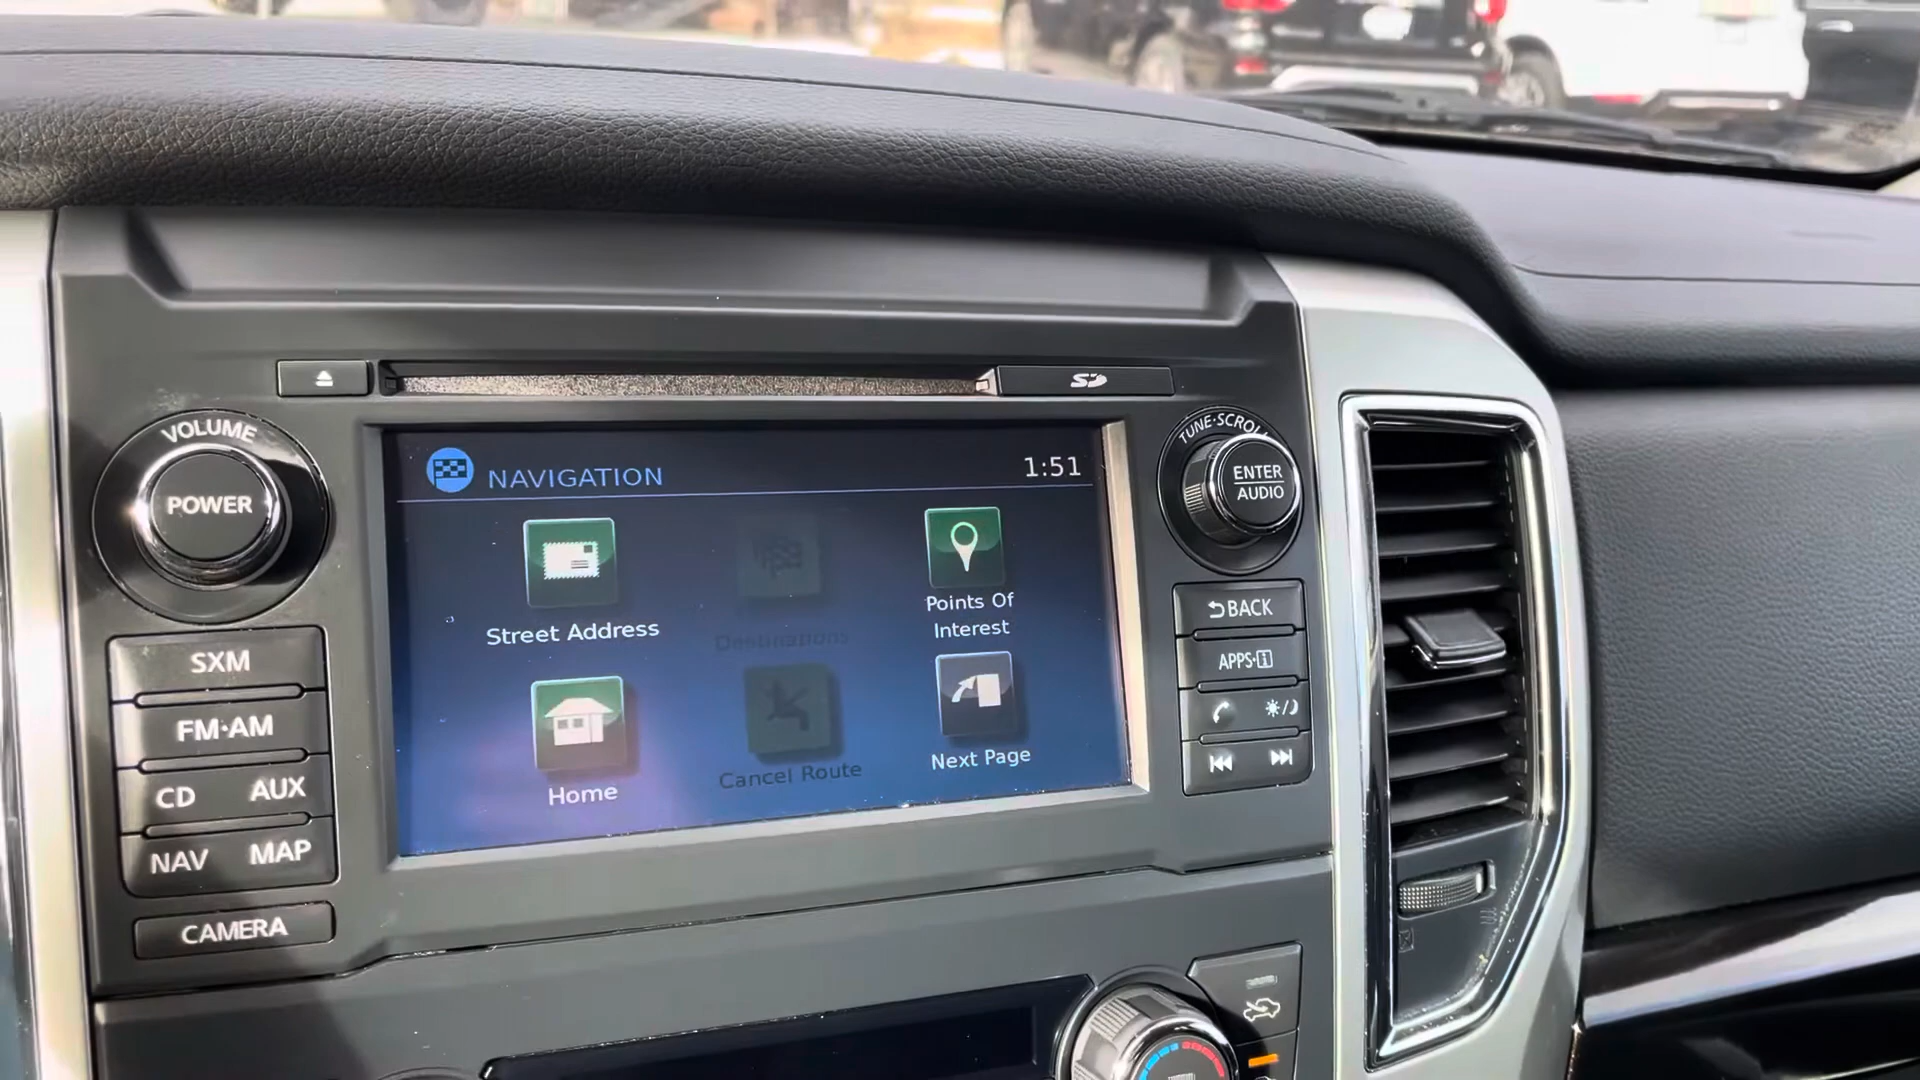 VOLUME
POWER
SXM
FM·AM
CD AUX
NAV MAP
CAMERA
SD
NAVIGATION
1:51
Street Address
Destinations
Points Of
Interest
Home
Cancel Route
Next Page
TUNE·SCROLL
ENTER
AUDIO
BACK
APPS·i